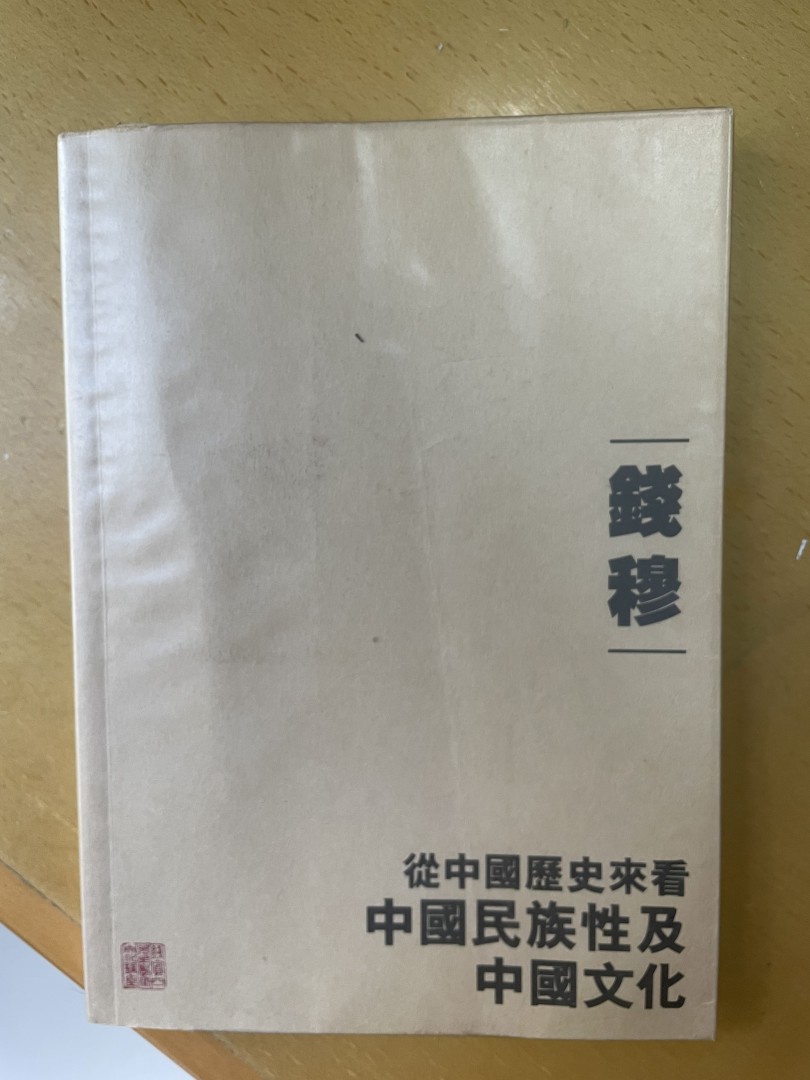 錢穆
從中國歷史來看
中國民族性及
中國文化